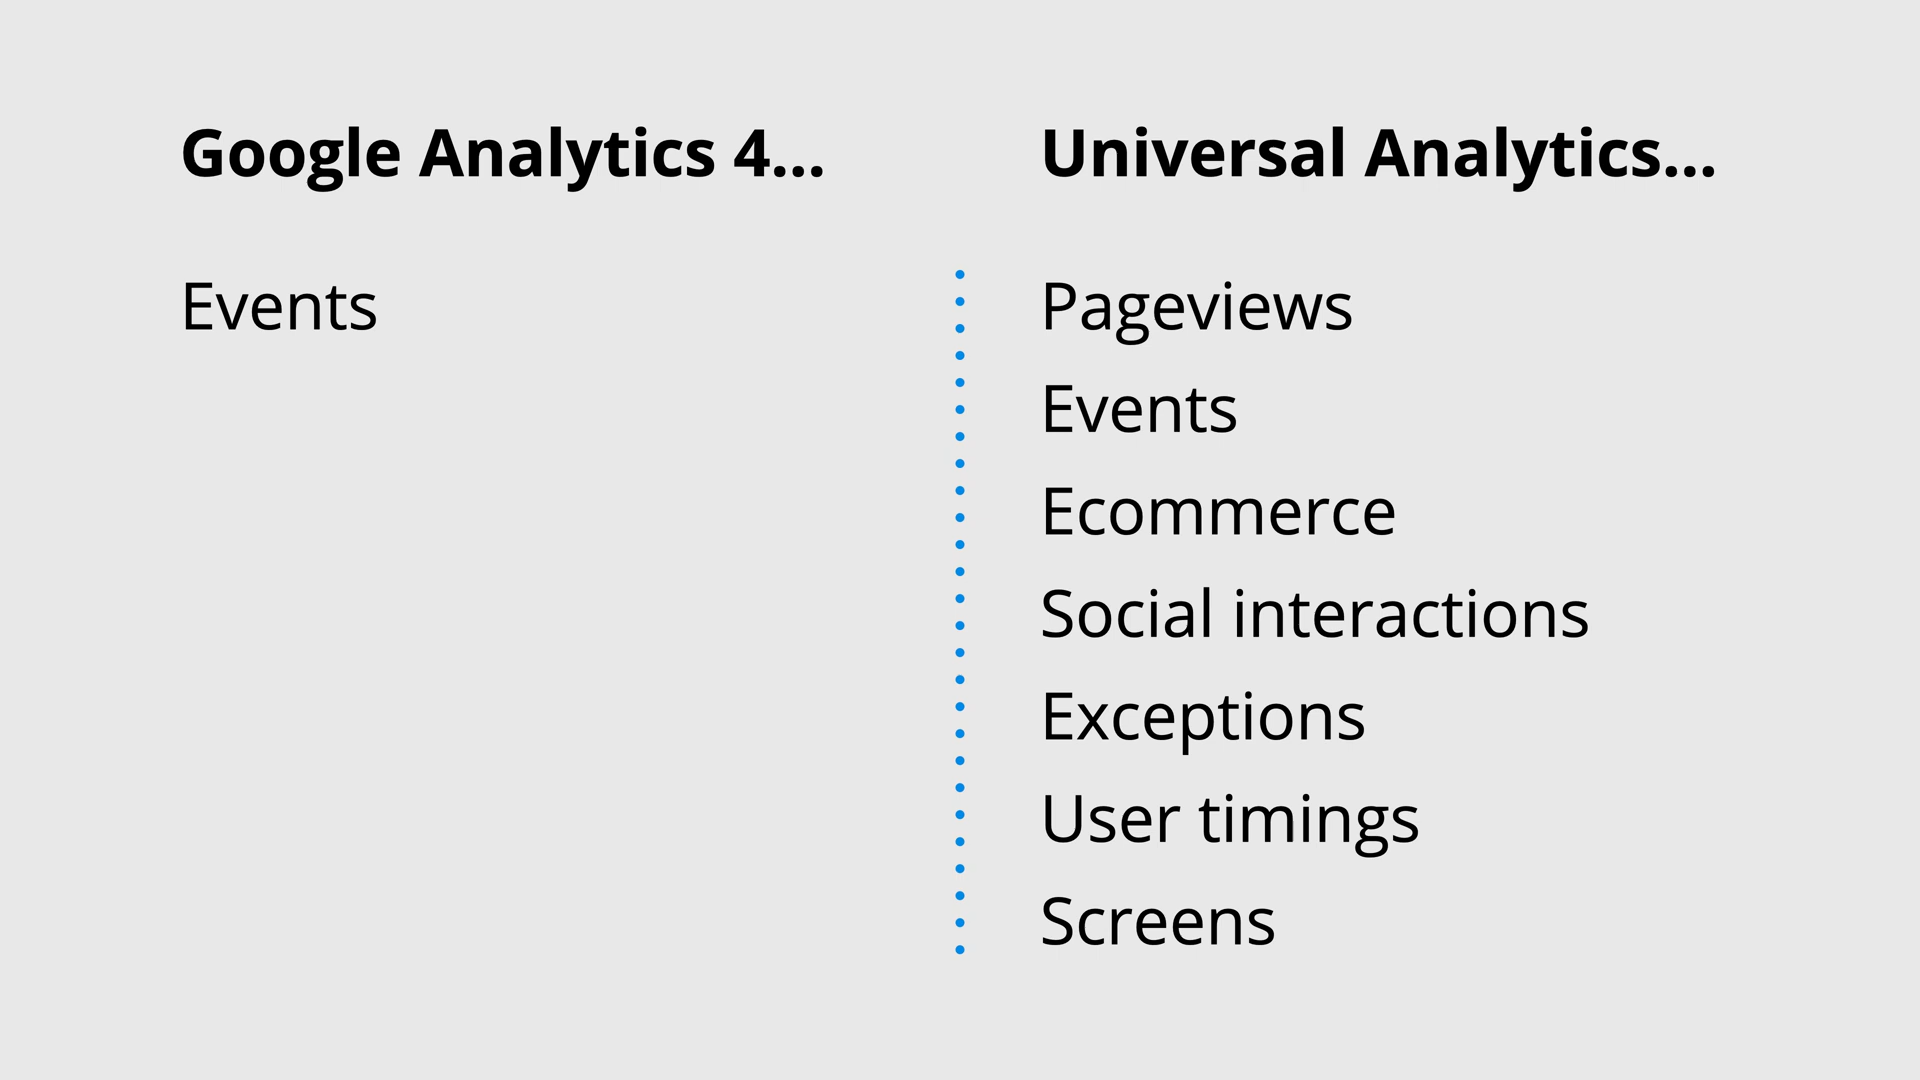 Google Analytics 4...
Events
Universal Analytics...
Pageviews
Events
Ecommerce
Social interactions
Exceptions
User timings
Screens